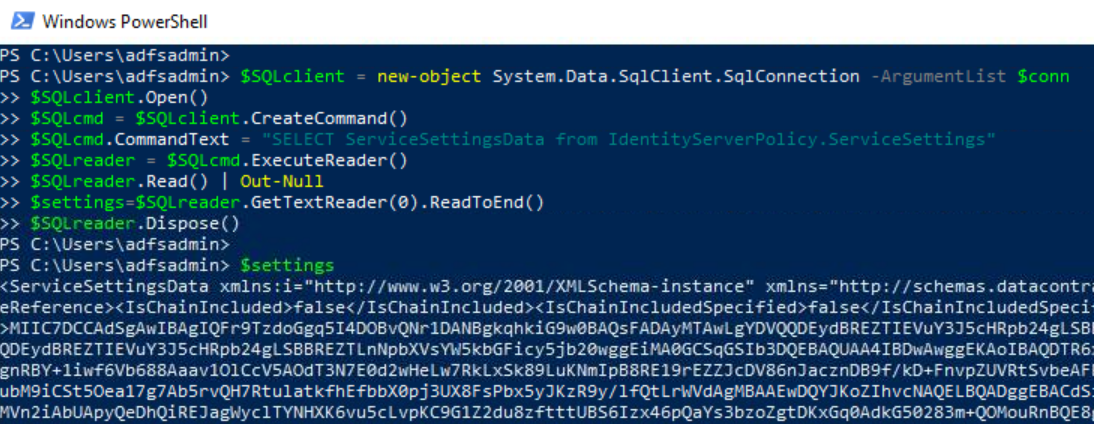 Windows PowerShell
PS C:\Users\adfsadmin>
PS C:\Users\adfsadmin> $SQLclient = new-object System.Data.SqlClient.SqlConnection -ArgumentList $conn
>> $SQLclient.Open()
>> $SQLcmd = $SQLclient.CreateCommand()
>> $SQLcmd.CommandText = "SELECT ServiceSettingsData from IdentityServerPolicy.ServiceSettings"
>> $SQLreader = $SQLcmd.ExecuteReader()
>> $SQLreader.Read() | Out-Null
>> $settings=$SQLreader.GetTextReader(0).ReadToEnd()
>> $SQLreader.Dispose()
PS C:\Users\adfsadmin>
PS C:\Users\adfsadmin> $settings
<ServiceSettingsData xmlns:i="http://www.w3.org/2001/XMLSchema-instance" xmlns="http://schemas.datacontra
eReference><IsChainIncluded>false</IsChainIncluded><IsChainIncludedSpecified>false</IsChainIncludedSpecif
>MIIC7DCCAdSgAwIBAgIQFr9TzdoGgq5I4DOBvQNr1DANBgkqhkiG9w0BAQsFADAyMTAwLgYDVQQDEydBREZTIEVuY3J5cHRpb24gLSBB
QDEydBREZTIEVuY3J5cHRpb24gLSBBREZTLnNpbXVsYW5kbGFicy5jb20wggEiMA0GCSqGSIb3DQEBAQUAA4IBDwAwggEKAoIBAQDTR6
gnRBY+1iwf6Vb688Aaav1OlCcV5AOdT3N7E0d2wHeLw7RkLxSk89LuKNmIpB8RE19rEZZJcDV86nJacznDB9f/kD+FnvpZUVRtSvbeAF
ubM9iCSt5Oea17g7Ab5rvQH7RtulatkfhEfbbX0pj3UX8FsPbx5yJKzR9y/lfQtLrWVdAgMBAAEwDQYJKoZIhvcNAQELBQADggEBACdS
MVn2iAbUApyQeDhQiREJagWyclTYNHXK6vu5cLvpKC9G1Z2du8zftttUBS6Izx46pQaYs3bzoZgtDKxGq0AdkG50283m+QOMouRnBQE8